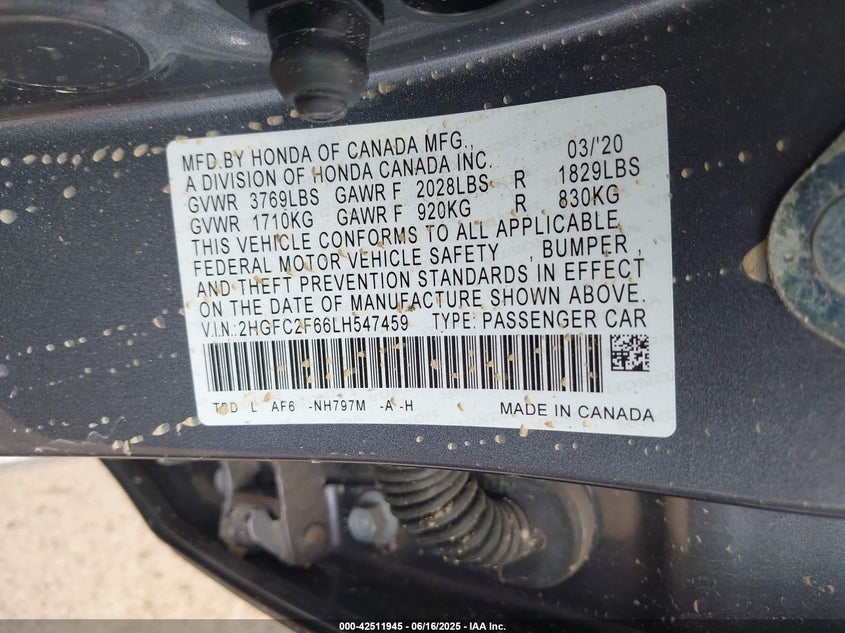 MFD.BY HONDA OF CANADA MFG., 03/'20
A DIVISION OF HONDA CANADA INC.
GVWR 3769LBS GAWR F 2028LBS R 1829LBS
GVWR 1710KG GAWR F 920KG R 830KG
THIS VEHICLE CONFORMS TO ALL APPLICABLE
FEDERAL MOTOR VEHICLE SAFETY , BUMPER ,
AND THEFT PREVENTION STANDARDS IN EFFECT
ON THE DATE OF MANUFACTURE SHOWN ABOVE.
V.I.N.:2HGFC2F66LH547459 TYPE: PASSENGER CAR
L AF6 -NH797M -A -H MADE IN CANADA
000-42511945 - 06/16/2025 - IAA Inc.